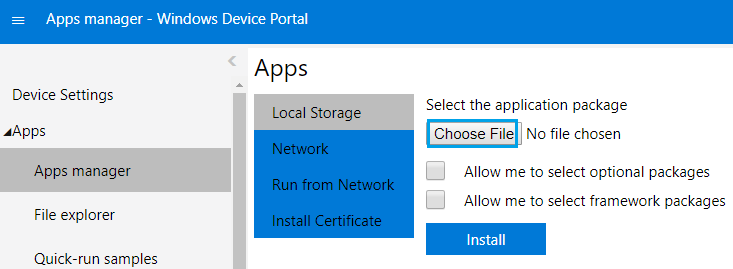 Apps manager - Windows Device Portal
Device Settings
Apps
Apps manager
File explorer
Quick-run samples
Apps
Local Storage
Network
Run from Network
Install Certificate
Select the application package
Choose File No file chosen
Allow me to select optional packages
Allow me to select framework packages
Install